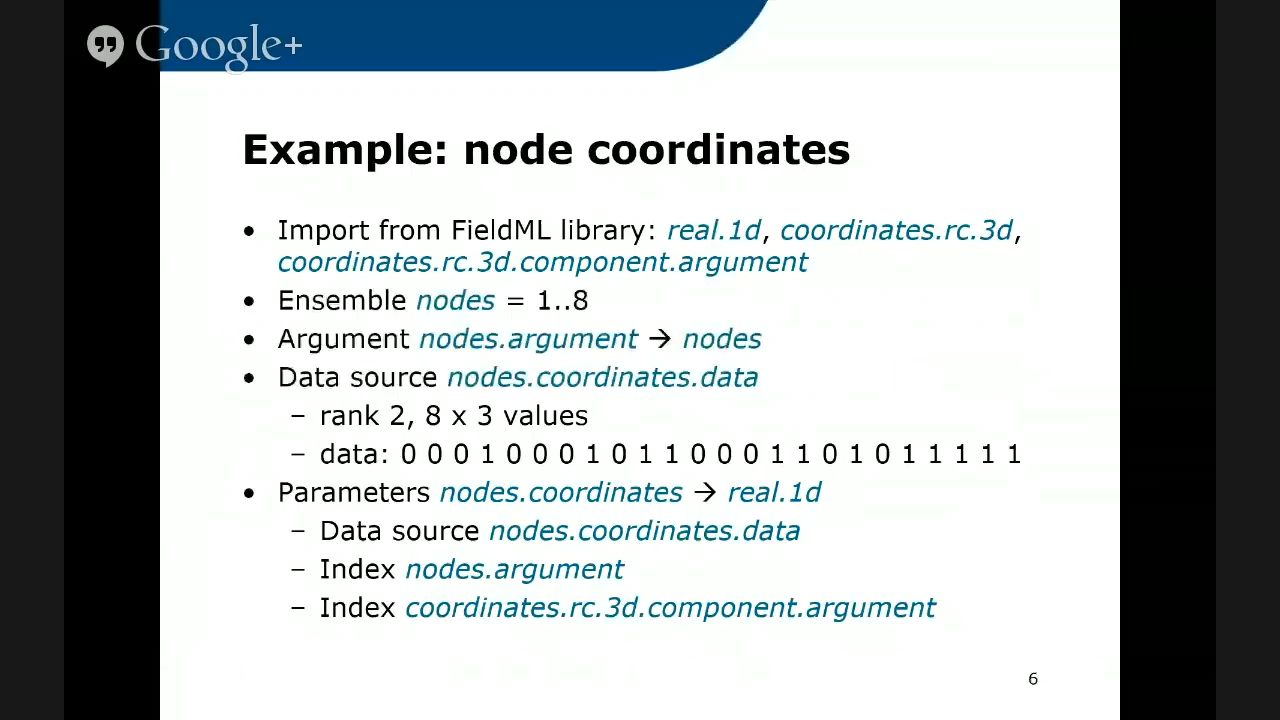 Google+
Example: node coordinates
• Import from FieldML library: real.1d, coordinates.rc.3d,
coordinates.rc.3d.component.argument
• Ensemble nodes = 1..8
• Argument nodes.argument → nodes
• Data source nodes.coordinates.data
– rank 2, 8 x 3 values
– data: 0 0 0 1 0 0 0 1 0 1 1 0 0 0 1 1 0 1 0 1 1 1 1 1
• Parameters nodes.coordinates → real.1d
– Data source nodes.coordinates.data
– Index nodes.argument
– Index coordinates.rc.3d.component.argument
6